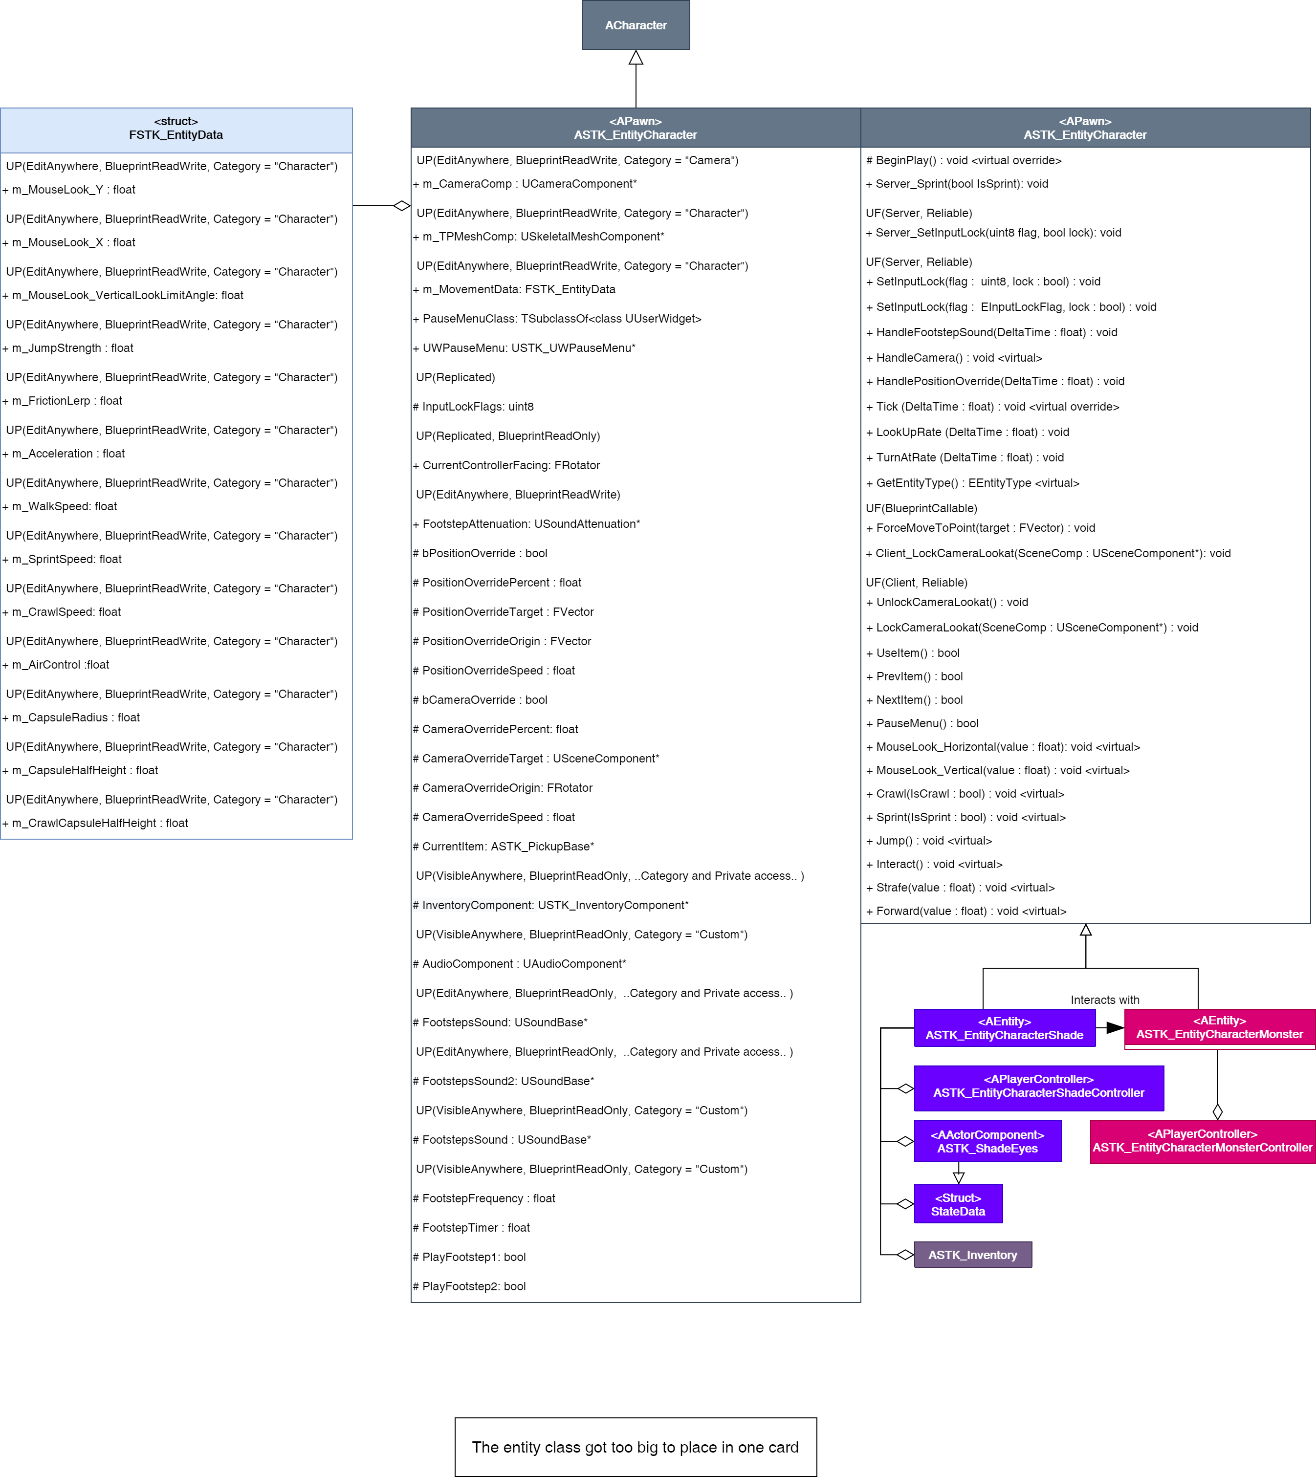 ACharacter
<struct>
FSTK_EntityData
UP(EditAnywhere, BlueprintReadWrite, Category = "Character")
+ m_MouseLook_Y : float
UP(EditAnywhere, BlueprintReadWrite, Category = "Character")
+ m_MouseLook_X : float
UP(EditAnywhere, BlueprintReadWrite, Category = "Character")
+ m_MouseLook_VerticalLookLimitAngle: float
UP(EditAnywhere, BlueprintReadWrite, Category = "Character")
+ m_JumpStrength : float
UP(EditAnywhere, BlueprintReadWrite, Category = "Character")
+ m_FrictionLerp : float
UP(EditAnywhere, BlueprintReadWrite, Category = "Character")
+ m_Acceleration : float
UP(EditAnywhere, BlueprintReadWrite, Category = "Character")
+ m_WalkSpeed: float
UP(EditAnywhere, BlueprintReadWrite, Category = "Character")
+ m_SprintSpeed: float
UP(EditAnywhere, BlueprintReadWrite, Category = "Character")
+ m_CrawlSpeed: float
UP(EditAnywhere, BlueprintReadWrite, Category = "Character")
+ m_AirControl :float
UP(EditAnywhere, BlueprintReadWrite, Category = "Character")
+ m_CapsuleRadius : float
UP(EditAnywhere, BlueprintReadWrite, Category = "Character")
+ m_CapsuleHalfHeight : float
UP(EditAnywhere, BlueprintReadWrite, Category = "Character")
+ m_CrawlCapsuleHalfHeight : float
<APawn>
ASTK_EntityCharacter
UP(EditAnywhere, BlueprintReadWrite, Category = "Camera")
+ m_CameraComp : UCameraComponent*
UP(EditAnywhere, BlueprintReadWrite, Category = "Character")
+ m_TPMeshComp: USkeletalMeshComponent*
UP(EditAnywhere, BlueprintReadWrite, Category = "Character")
+ m_MovementData: FSTK_EntityData
+ PauseMenuClass: TSubclassOf<class UUserWidget>
+ UWPauseMenu: USTK_UWPauseMenu*
UP(Replicated)
# InputLockFlags: uint8
UP(Replicated, BlueprintReadOnly)
+ CurrentControllerFacing: FRotator
UP(EditAnywhere, BlueprintReadWrite)
+ FootstepAttenuation: USoundAttenuation*
# bPositionOverride : bool
# PositionOverridePercent : float
# PositionOverrideTarget : FVector
# PositionOverrideOrigin : FVector
# PositionOverrideSpeed : float
# bCameraOverride : bool
# CameraOverridePercent: float
# CameraOverrideTarget : USceneComponent*
# CameraOverrideOrigin: FRotator
# CameraOverrideSpeed : float
# CurrentItem: ASTK_PickupBase*
UP(VisibleAnywhere, BlueprintReadOnly, ..Category and Private access.. )
# InventoryComponent: USTK_InventoryComponent*
UP(VisibleAnywhere, BlueprintReadOnly, Category = "Custom")
# AudioComponent : UAudioComponent*
UP(EditAnywhere, BlueprintReadOnly,  ..Category and Private access.. )
# FootstepsSound: USoundBase*
UP(EditAnywhere, BlueprintReadOnly,  ..Category and Private access.. )
# FootstepsSound2: USoundBase*
UP(VisibleAnywhere, BlueprintReadOnly, Category = "Custom")
# FootstepsSound : USoundBase*
UP(VisibleAnywhere, BlueprintReadOnly, Category = "Custom")
# FootstepFrequency : float
# FootstepTimer : float
# PlayFootstep1: bool
# PlayFootstep2: bool
<APawn>
ASTK_EntityCharacter
# BeginPlay() : void <virtual override>
+ Server_Sprint(bool IsSprint): void
UF(Server, Reliable)
+ Server_SetInputLock(uint8 flag, bool lock): void
UF(Server, Reliable)
+ SetInputLock(flag :  uint8, lock : bool) : void
+ SetInputLock(flag :  EInputLockFlag, lock : bool) : void
+ HandleFootstepSound(DeltaTime : float) : void
+ HandleCamera() : void <virtual>
+ HandlePositionOverride(DeltaTime : float) : void
+ Tick (DeltaTime : float) : void <virtual override>
+ LookUpRate (DeltaTime : float) : void
+ TurnAtRate (DeltaTime : float) : void
+ GetEntityType() : EEntityType <virtual>
UF(BlueprintCallable)
+ ForceMoveToPoint(target : FVector) : void
+ Client_LockCameraLookat(SceneComp : USceneComponent*): void
UF(Client, Reliable)
+ UnlockCameraLookat() : void
+ LockCameraLookat(SceneComp : USceneComponent*) : void
+ UseItem() : bool
+ PrevItem() : bool
+ NextItem() : bool
+ PauseMenu() : bool
+ MouseLook_Horizontal(value : float): void <virtual>
+ MouseLook_Vertical(value : float) : void <virtual>
+ Crawl(IsCrawl : bool) : void <virtual>
+ Sprint(IsSprint : bool) : void <virtual>
+ Jump() : void <virtual>
+ Interact() : void <virtual>
+ Strafe(value : float) : void <virtual>
+ Forward(value : float) : void <virtual>
Interacts with
<AEntity>
ASTK_EntityCharacterShade
<AEntity>
ASTK_EntityCharacterMonster
<APlayerController>
ASTK_EntityCharacterShadeController
<AActorComponent>
ASTK_ShadeEyes
<APlayerController>
ASTK_EntityCharacterMonsterController
<Struct>
StateData
ASTK_Inventory
The entity class got too big to place in one card